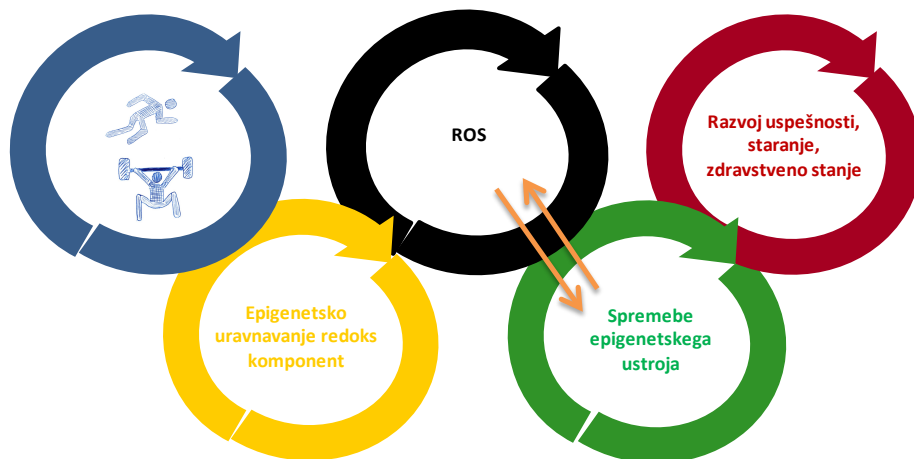 ROS
Razvoj uspešnosti,
staranje,
zdravstveno stanje
Epigenetsko
uravnavanje redoks
komponent
Spremebe
epigenetskega
ustroja